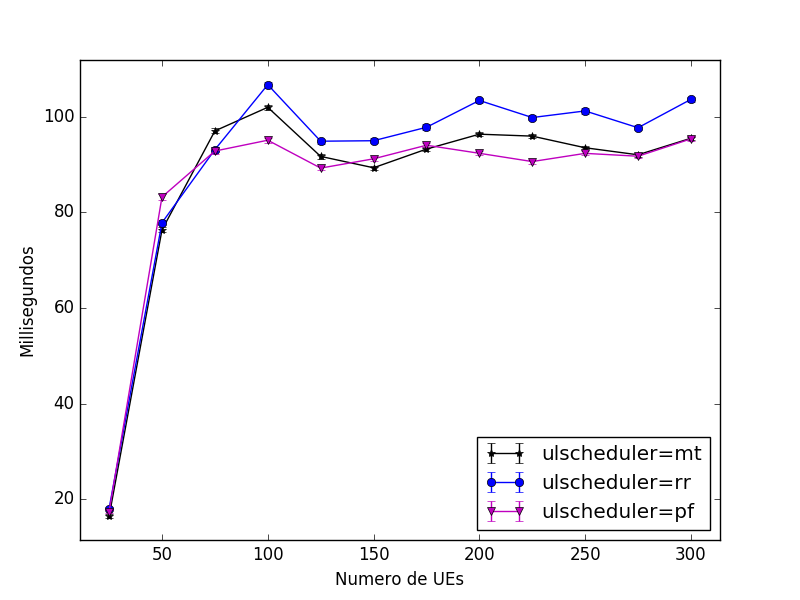 100
80
60
40
20
Millisegundos
ulscheduler=mt
ulscheduler=rr
ulscheduler=pf
50 100 150 200 250 300
Numero de UEs